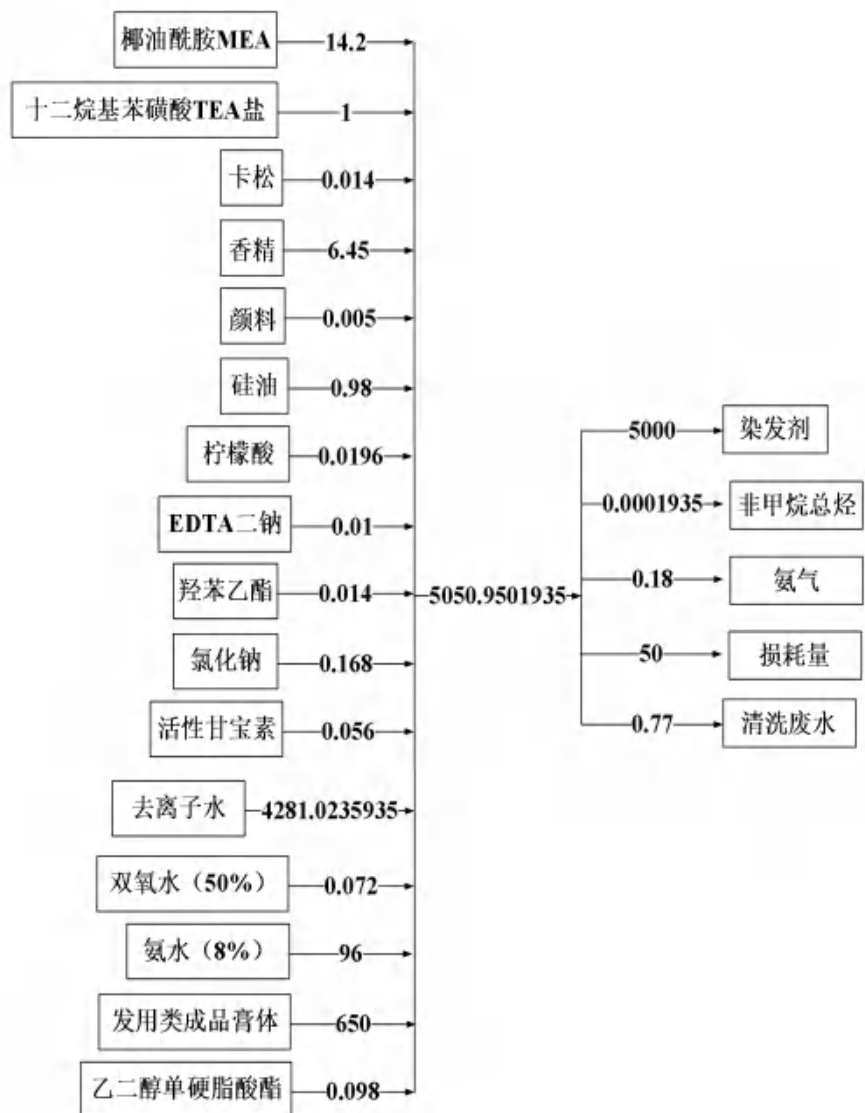 椰油酰胺MEA 14.2
十二烷基苯磺酸TEA盐 1
卡松 0.014
香精 6.45
颜料 0.005
硅油 0.98
柠檬酸 0.0196
EDTA二钠 0.01
羟苯乙酯 0.014
氯化钠 0.168
活性甘宝素 0.056
去离子水 4281.0235935
双氧水（50%） 0.072
氨水（8%） 96
发用类成品膏体 650
乙二醇单硬脂酸酯 0.098
5050.9501935
5000 染发剂
0.0001935 非甲烷总烃
0.18 氨气
50 损耗量
0.77 清洗废水